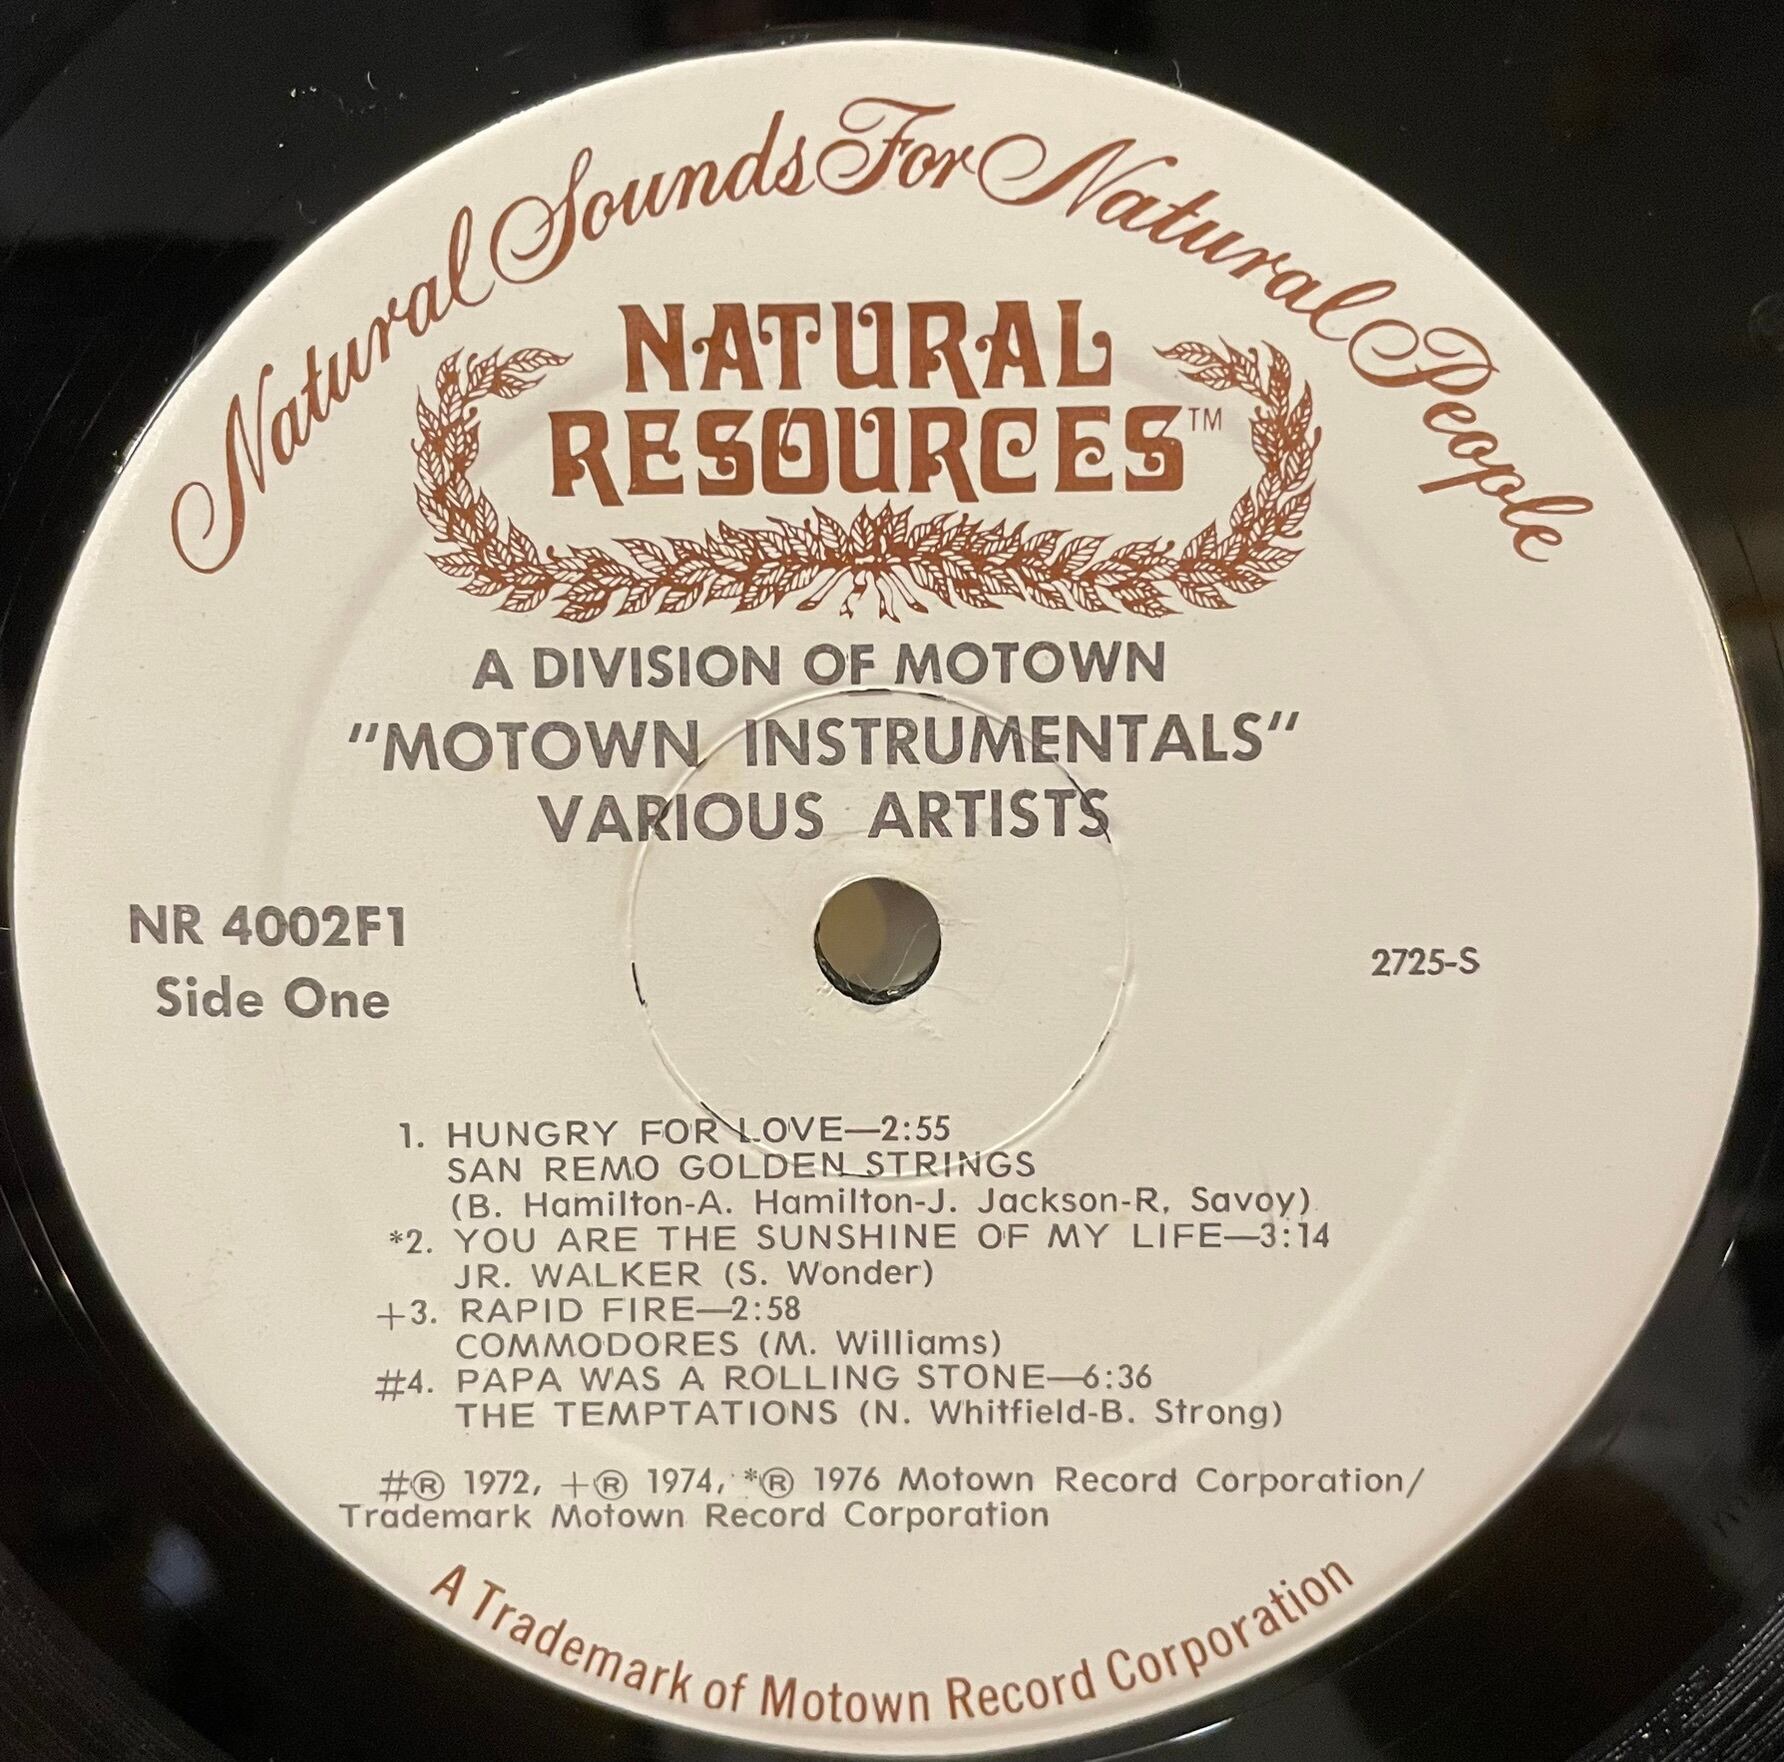 Natural Sounds For Natural People
NATURAL
RESOURCES™
A DIVISION OF MOTOWN
"MOTOWN INSTRUMENTALS"
VARIOUS ARTISTS
NR 4002F1
Side One
2725-S
1. HUNGRY FOR LOVE—2:55
SAN REMO GOLDEN STRINGS
(B. Hamilton-A. Hamilton-J. Jackson-R, Savoy)
*2. YOU ARE THE SUNSHINE OF MY LIFE—3:14
JR. WALKER (S. Wonder)
+3. RAPID FIRE—2:58
COMMODORES (M. Williams)
#4. PAPA WAS A ROLLING STONE—6:36
THE TEMPTATIONS (N. Whitfield-B. Strong)
#® 1972, +® 1974, *® 1976 Motown Record Corporation/
Trademark Motown Record Corporation
A Trademark of Motown Record Corporation